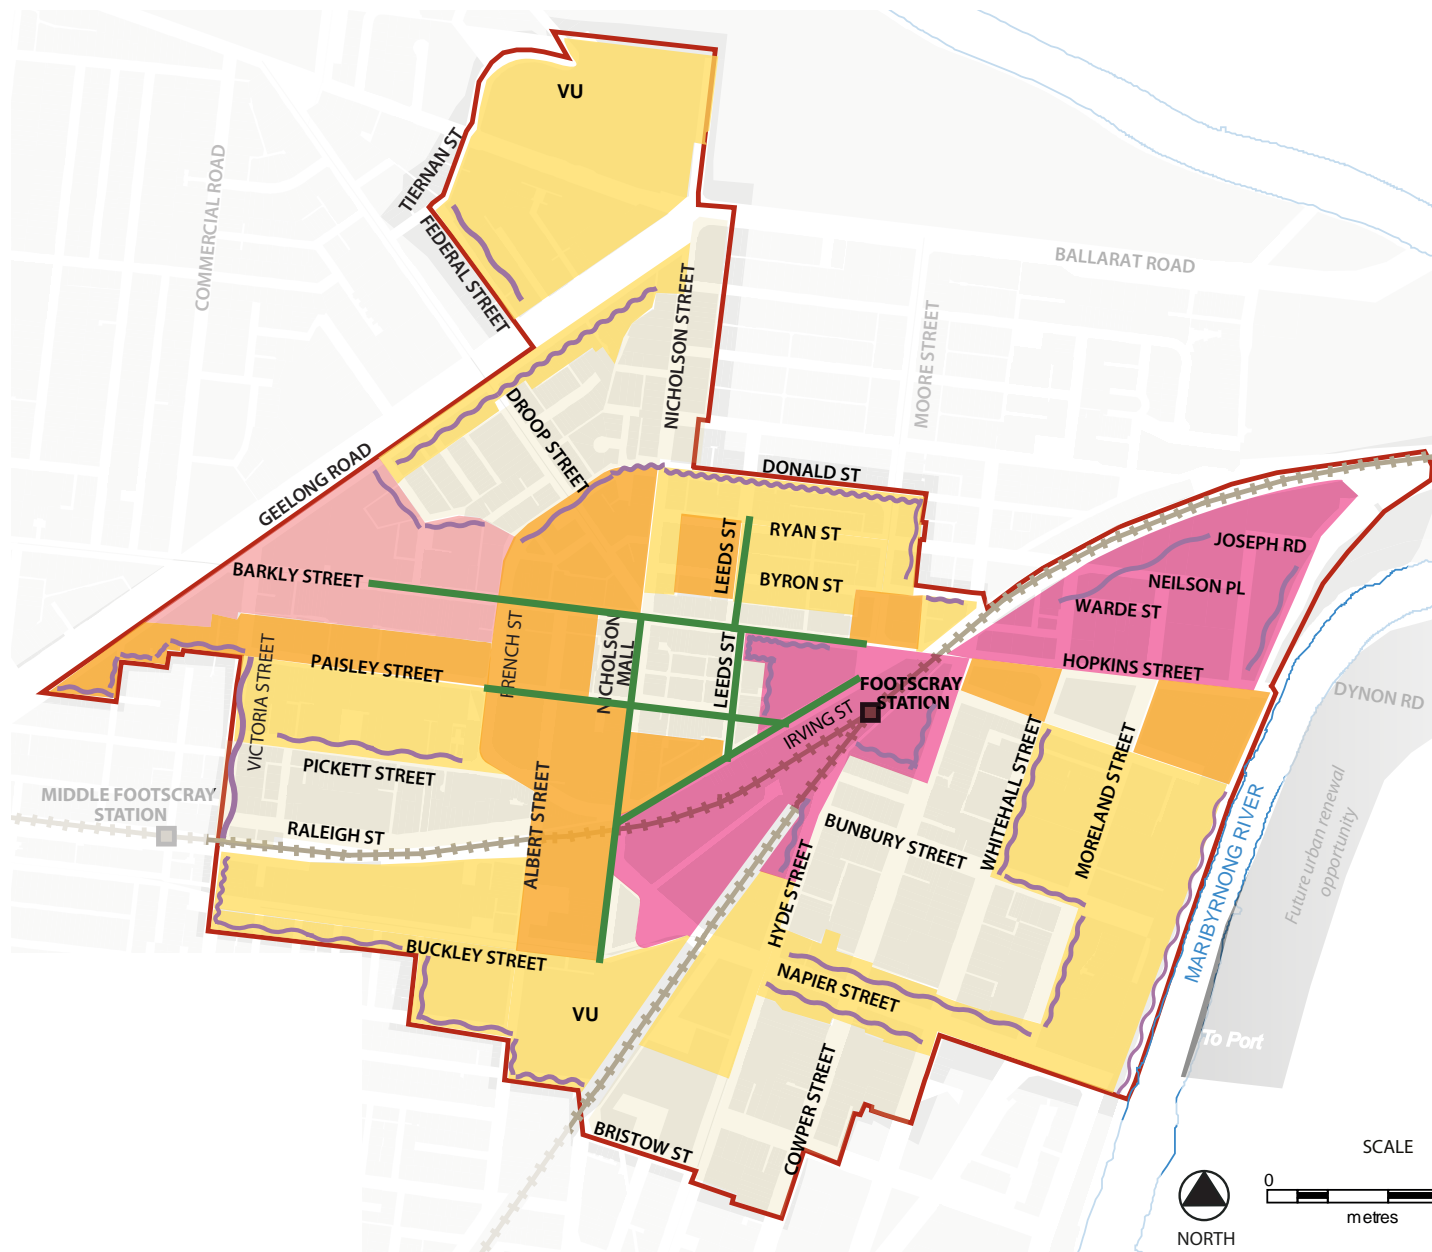 VU
TIERNAN ST
COMMERCIAL ROAD
FEDERAL STREET
BALLARAT ROAD
NICHOLSON STREET
MOORE STREET
DROOP STREET
GEELONG ROAD
DONALD ST
RYAN ST
LEEDS ST
BYRON ST
JOSEPH RD
NEILSON PL
WARDE ST
BARKLY STREET
FRENCH ST
NICHOLSON
MALL
LEEDS ST
PAISLEY STREET
VICTORIA STREET
HOPKINS STREET
FOOTSCRAY
STATION
IRVING ST
DYNON RD
PICKETT STREET
MIDDLE FOOTSCRAY
STATION
RALEIGH ST
ALBERT STREET
WHITEHALL STREET
MORELAND STREET
BUNBURY STREET
HYDE STREET
MARIBYRNONG RIVER
Future urban renewal
opportunity
BUCKLEY STREET
NAPIER STREET
VU
To Port
COWPER STREET
BRISTOW ST
SCALE
0
metres
NORTH